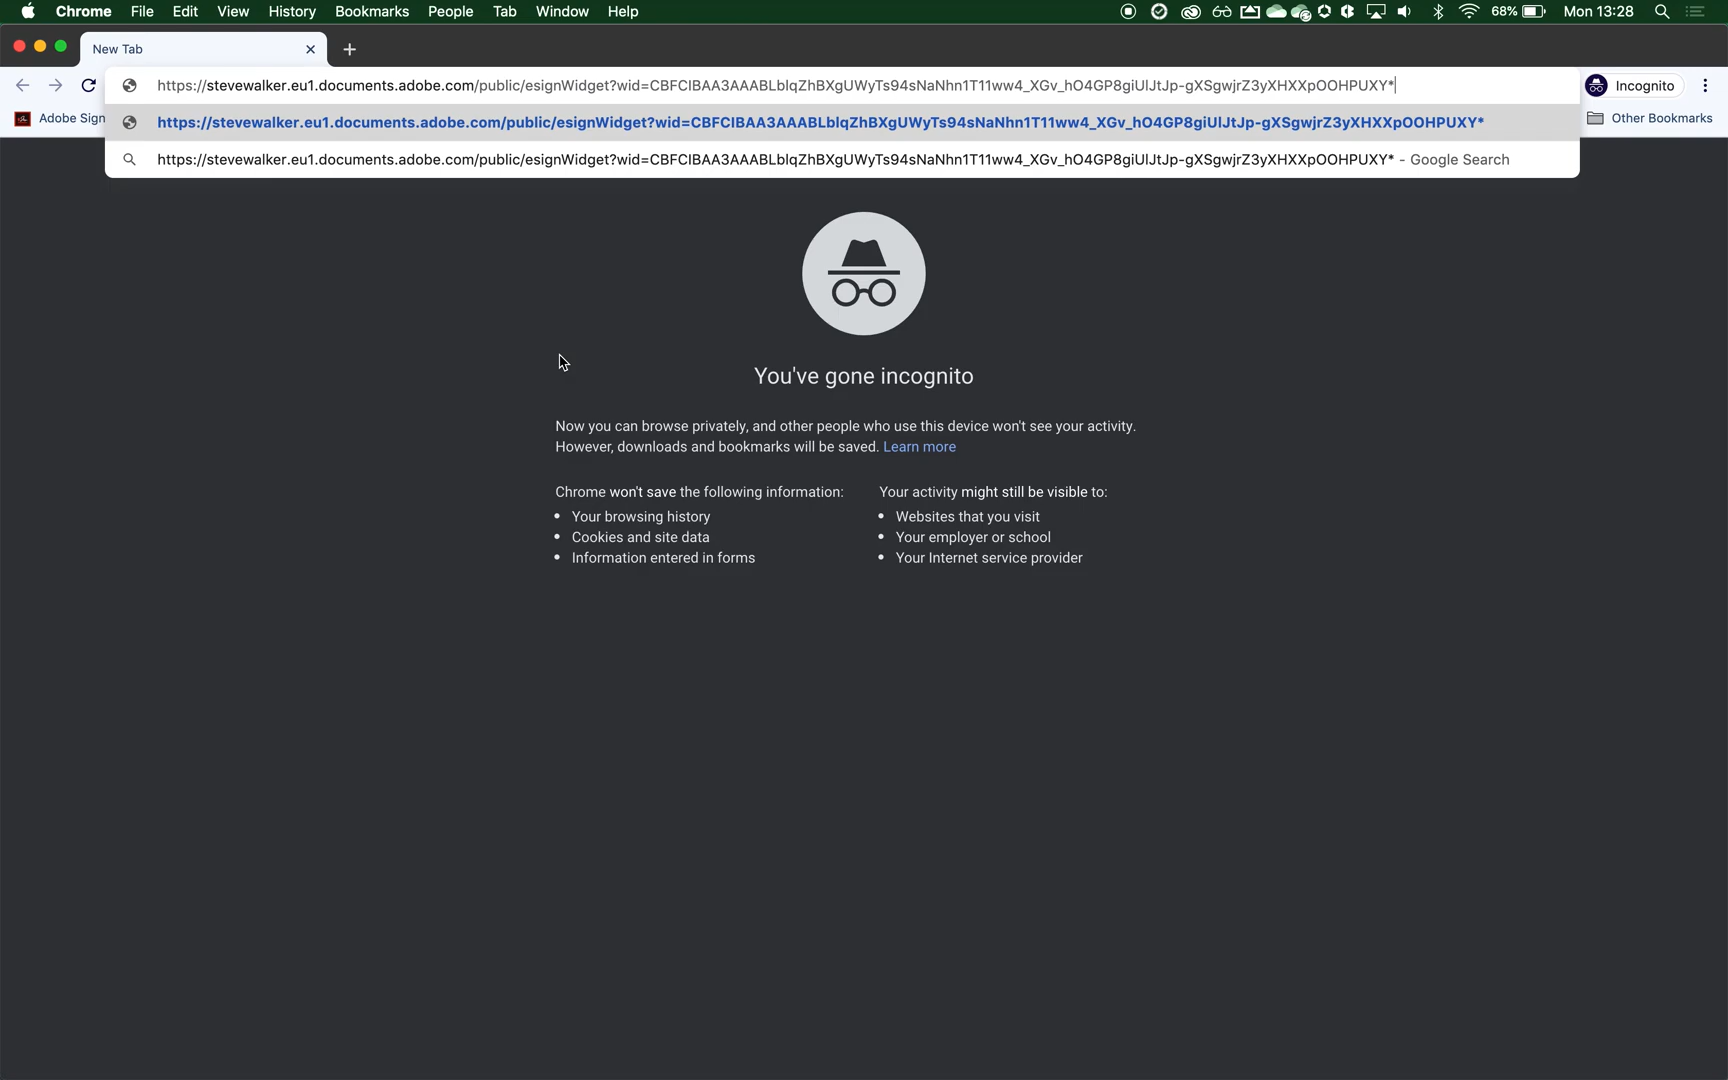 Chrome File Edit View History Bookmarks People Tab Window Help 68% Mon 13:28
New Tab
https://stevewalker.eu1.documents.adobe.com/public/esignWidget?wid=CBFCIBAA3AAABLblqZhBXgUWyTs94sNaNhn1T11ww4_XGv_hO4GP8giUlJtJp-gXSgwjrZ3yXHXXpOOHPUXY*
Incognito
Adobe Sign
https://stevewalker.eu1.documents.adobe.com/public/esignWidget?wid=CBFCIBAA3AAABLblqZhBXgUWyTs94sNaNhn1T11ww4_XGv_hO4GP8giUlJtJp-gXSgwjrZ3yXHXXpOOHPUXY*
Other Bookmarks
https://stevewalker.eu1.documents.adobe.com/public/esignWidget?wid=CBFCIBAA3AAABLblqZhBXgUWyTs94sNaNhn1T11ww4_XGv_hO4GP8giUlJtJp-gXSgwjrZ3yXHXXpOOHPUXY* - Google Search
You've gone incognito
Now you can browse privately, and other people who use this device won't see your activity.
However, downloads and bookmarks will be saved. Learn more
Chrome won't save the following information:
• Your browsing history
• Cookies and site data
• Information entered in forms
Your activity might still be visible to:
• Websites that you visit
• Your employer or school
• Your Internet service provider